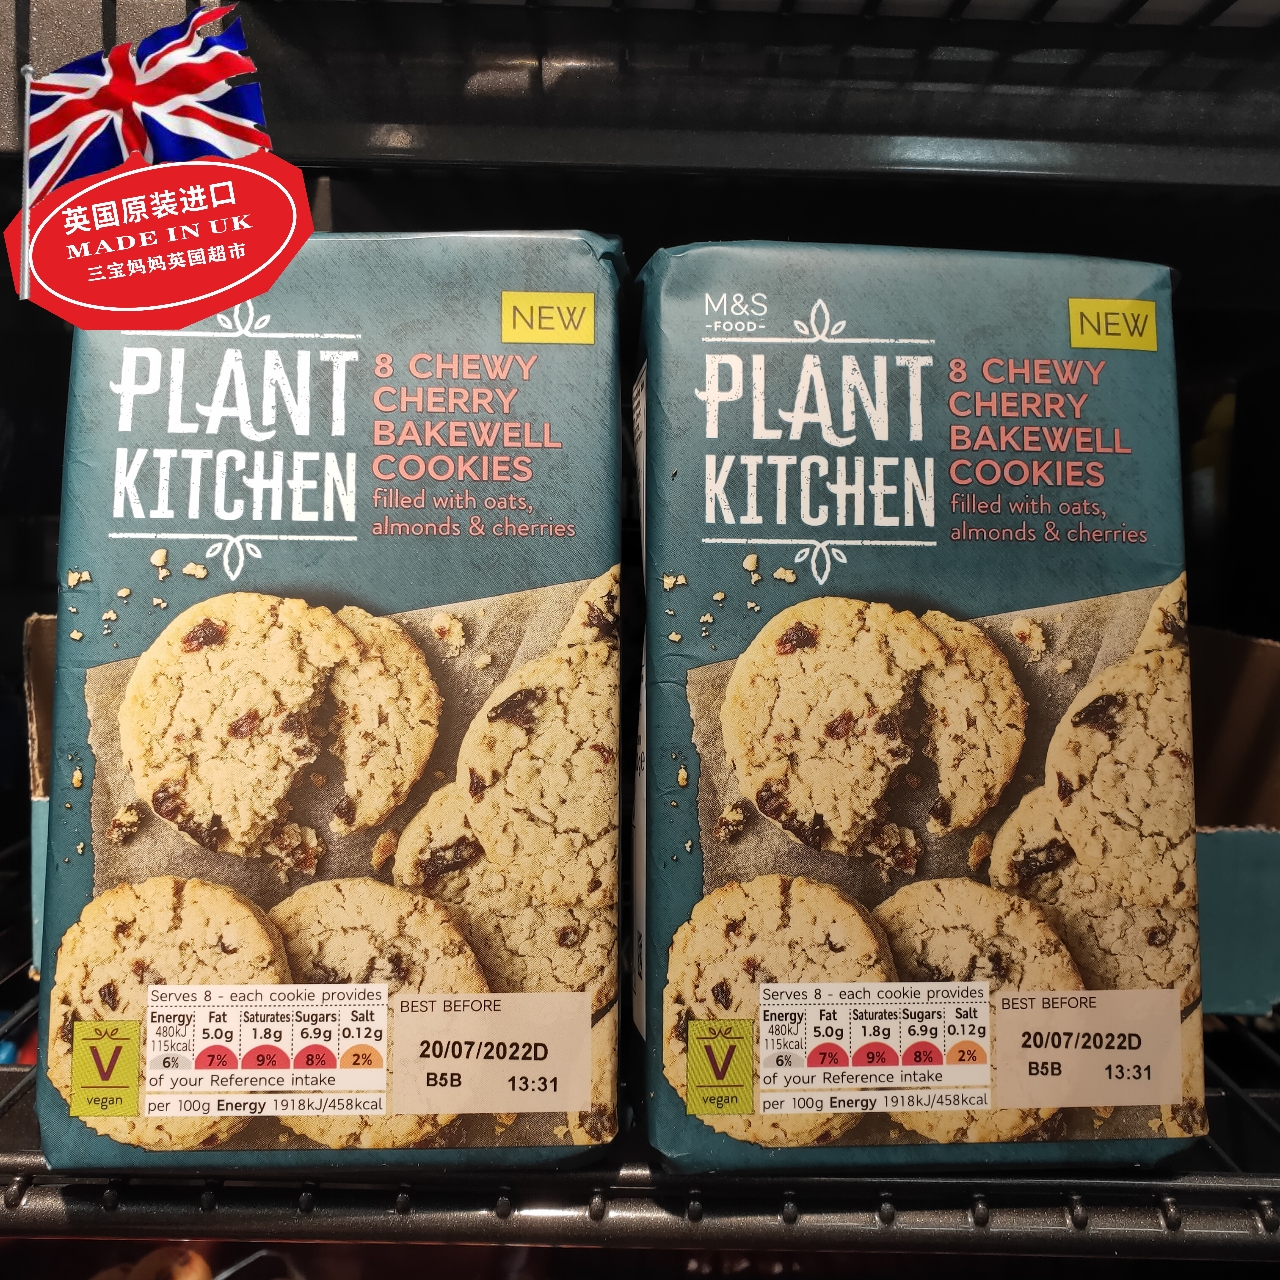 英国原装进口
MADE IN UK
三宝妈妈英国超市
NEW
PLANT
KITCHEN
8 CHEWY
CHERRY
BAKEWELL
COOKIES
filled with oats,
almonds & cherries
Serves 8 - each cookie provides
Energy Fat Saturates Sugars Salt
480kJ 5.0g 1.8g 6.9g 0.12g
115kcal
6% 7% 9% 8% 2%
of your Reference intake
per 100g Energy 1918kJ/458kcal
V
vegan
BEST BEFORE
20/07/2022D
B5B 13:31
M&S
-FOOD-
NEW
PLANT
KITCHEN
8 CHEWY
CHERRY
BAKEWELL
COOKIES
filled with oats,
almonds & cherries
Serves 8 - each cookie provides
Energy Fat Saturates Sugars Salt
480kJ 5.0g 1.8g 6.9g 0.12g
115kcal
6% 7% 9% 8% 2%
of your Reference intake
per 100g Energy 1918kJ/458kcal
V
vegan
BEST BEFORE
20/07/2022D
B5B 13:31